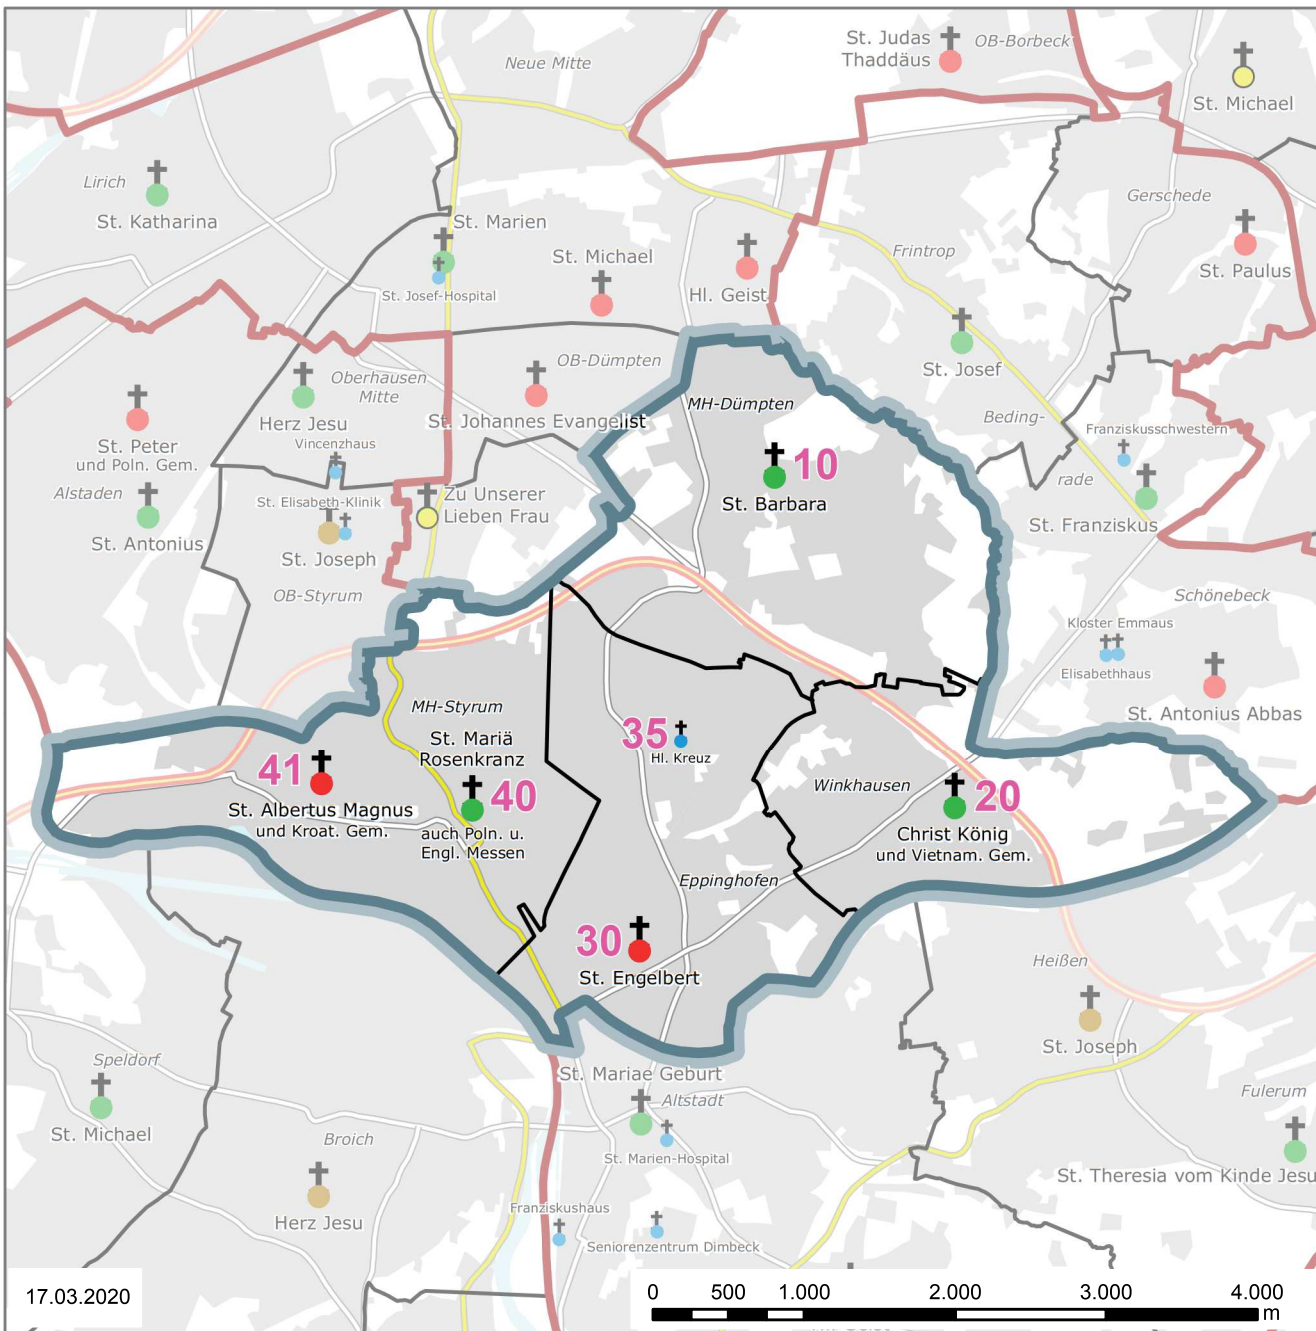 St. Judas
Thaddäus
OB-Borbeck
Neue Mitte
St. Michael
Lirich
St. Katharina
Gerschede
St. Marien
Frintrop
St. Michael
St. Paulus
St. Josef-Hospital
Hl. Geist
OB-Dümpten
St. Josef
Oberhausen
Mitte
MH-Dümpten
Herz Jesu
St. Johannes Evangelist
Beding-
rade
St. Peter
und Poln. Gem.
Vincenzhaus
Franziskusschwestern
10
Alstaden
St. Elisabeth-Klinik
Zu Unserer
Lieben Frau
St. Barbara
St. Franziskus
St. Antonius
St. Joseph
OB-Styrum
Schönebeck
Kloster Emmaus
Elisabethhaus
MH-Styrum
St. Antonius Abbas
35
Hl. Kreuz
St. Mariä
Rosenkranz
41
Winkhausen
40
20
St. Albertus Magnus
und Kroat. Gem.
auch Poln. u.
Engl. Messen
Christ König
und Vietnam. Gem.
Eppinghofen
30
St. Engelbert
Heißen
St. Joseph
Speldorf
St. Mariae Geburt
Altstadt
Fulerum
St. Michael
Broich
St. Marien-Hospital
St. Theresia vom Kinde Jesu
Herz Jesu
Franziskushaus
Seniorenzentrum Dimbeck
17.03.2020
0 500 1.000 2.000 3.000 4.000
m